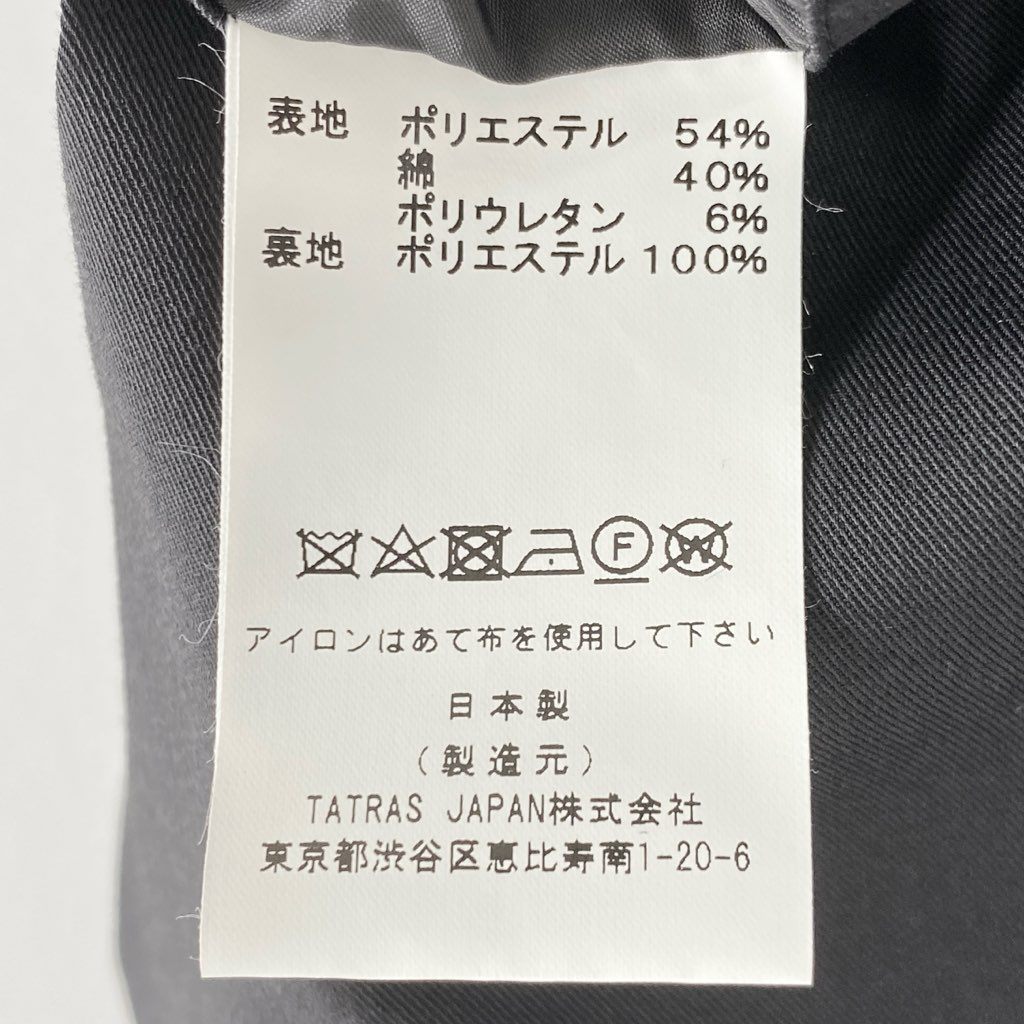 表地 ポリエステル 54%
綿 40%
ポリウレタン 6%
裏地 ポリエステル 100%
F W
アイロンはあて布を使用して下さい
日本製
(製造元)
TATRAS JAPAN株式会社
東京都渋谷区恵比寿南1-20-6